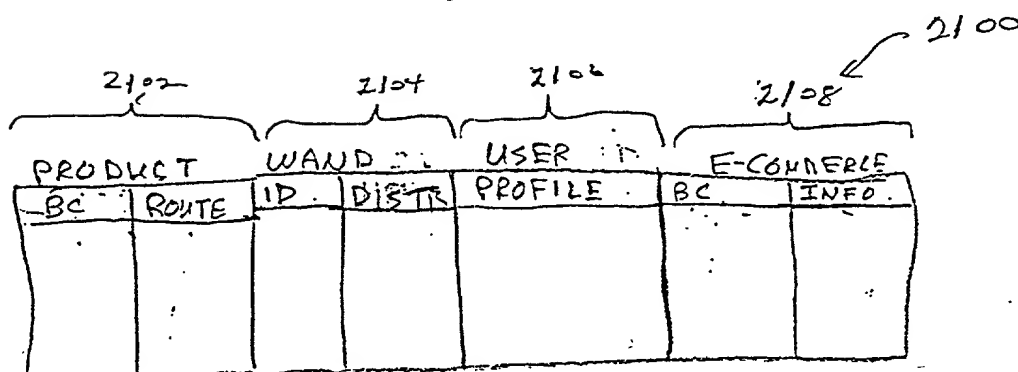 2100
2102 2104 2106 2108
PRODUCT WAND USER E-COMMERCE
BC ROUTE ID DISTR PROFILE BC INFO